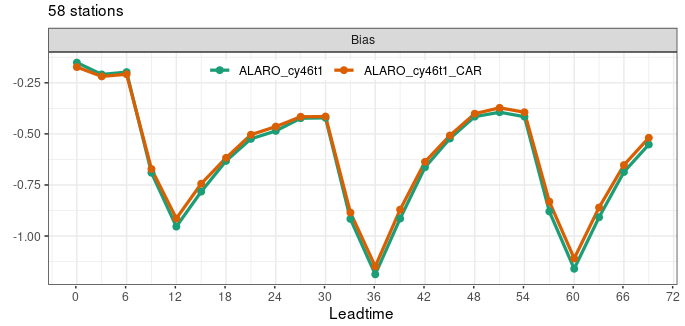 58 stations
Bias
ALARO_cy46t1 ALARO_cy46t1_CAR
-0.25
-0.50
-0.75
-1.00
0 6 12 18 24 30 36 42 48 54 60 66 72
Leadtime